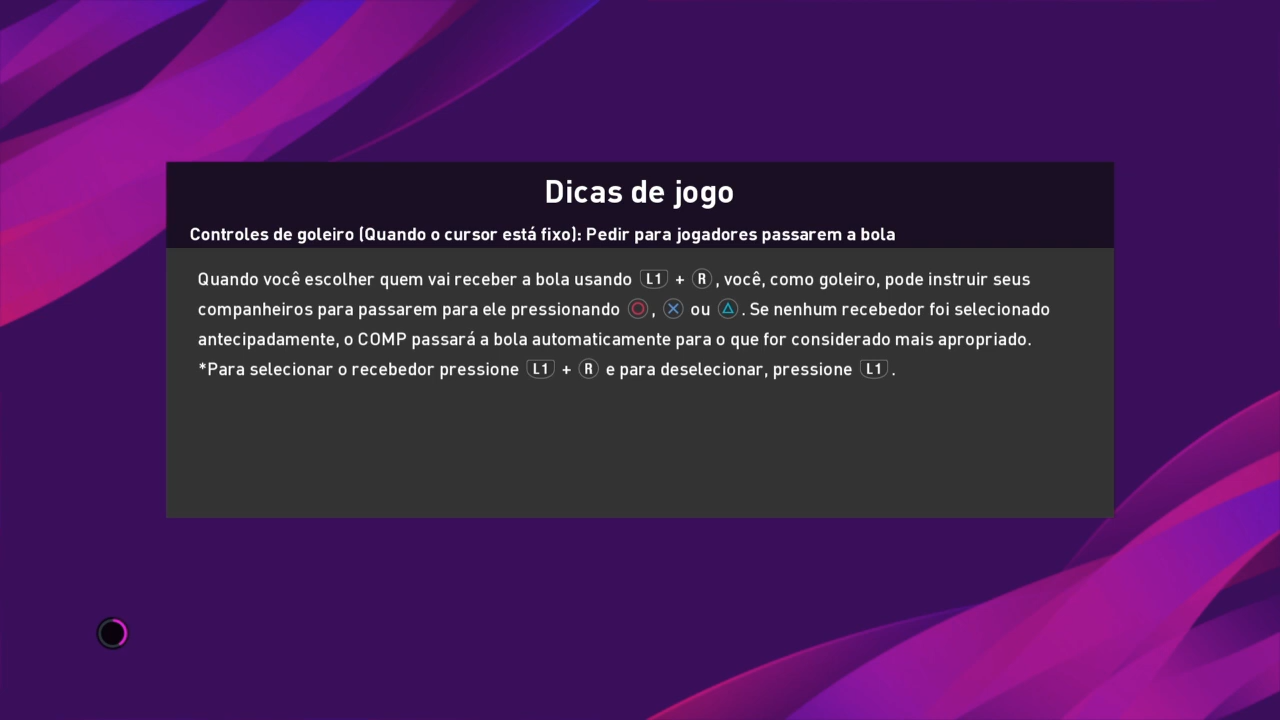 Dicas de jogo
Controles de goleiro (Quando o cursor está fixo): Pedir para jogadores passarem a bola
Quando você escolher quem vai receber a bola usando L1 + R, você, como goleiro, pode instruir seus
companheiros para passarem para ele pressionando ○, ✕ ou △. Se nenhum recebedor foi selecionado
antecipadamente, o COMP passará a bola automaticamente para o que for considerado mais apropriado.
*Para selecionar o recebedor pressione L1 + R e para deselecionar, pressione L1.